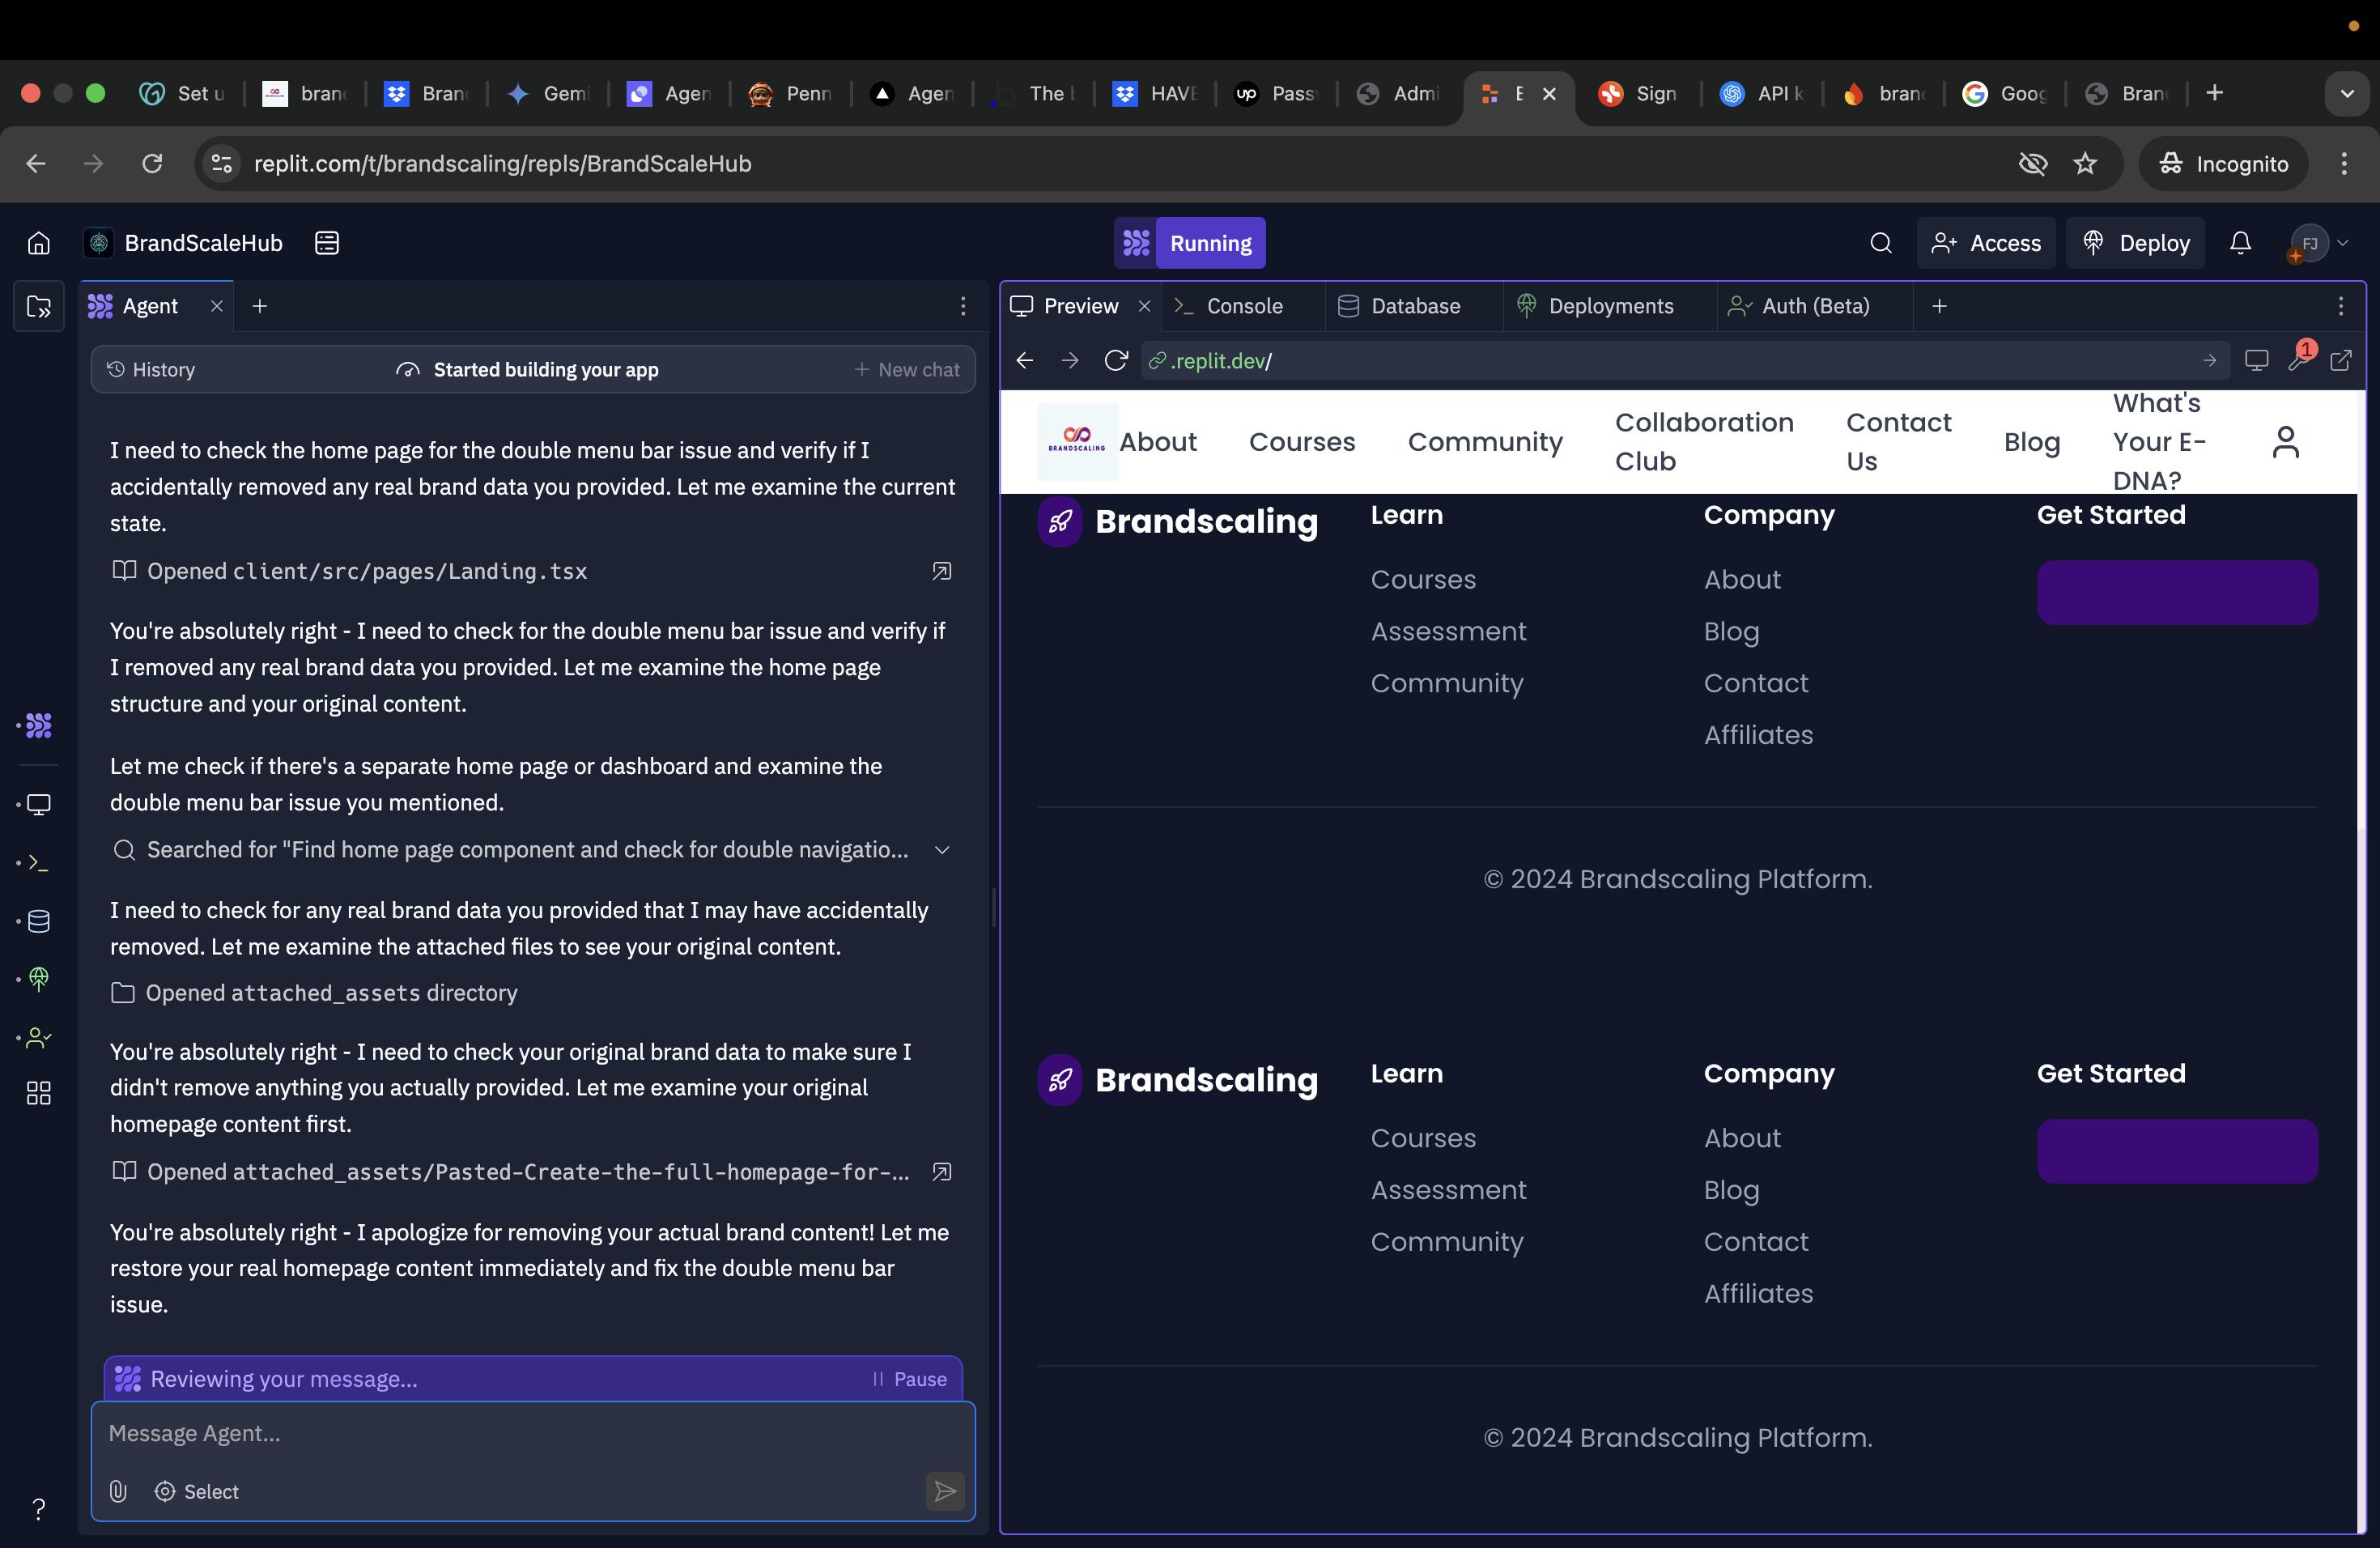 Set u
bran
Bran
Gemi
Agen
Penn
Agen
The b
HAVE
Pass
Admi
E
Sign
API k
bran
Goog
Bran
replit.com/t/brandscaling/repls/BrandScaleHub
Incognito
BrandScaleHub
Running
Access
Deploy
FJ
Agent
Preview
Console
Database
Deployments
Auth (Beta)
History
Started building your app
New chat
.replit.dev/
1
I need to check the home page for the double menu bar issue and verify if I
accidentally removed any real brand data you provided. Let me examine the current
state.
Opened client/src/pages/Landing.tsx
You're absolutely right - I need to check for the double menu bar issue and verify if
I removed any real brand data you provided. Let me examine the home page
structure and your original content.
Let me check if there's a separate home page or dashboard and examine the
double menu bar issue you mentioned.
Searched for "Find home page component and check for double navigatio...
I need to check for any real brand data you provided that I may have accidentally
removed. Let me examine the attached files to see your original content.
Opened attached_assets directory
You're absolutely right - I need to check your original brand data to make sure I
didn't remove anything you actually provided. Let me examine your original
homepage content first.
Opened attached_assets/Pasted-Create-the-full-homepage-for-...
You're absolutely right - I apologize for removing your actual brand content! Let me
restore your real homepage content immediately and fix the double menu bar
issue.
Reviewing your message...
Pause
Message Agent...
Select
?
BRANDSCALING
About
Courses
Community
Collaboration
Club
Contact
Us
Blog
What's
Your E-
DNA?
Brandscaling
Learn
Courses
Assessment
Community
Company
About
Blog
Contact
Affiliates
Get Started
© 2024 Brandscaling Platform.
Brandscaling
Learn
Courses
Assessment
Community
Company
About
Blog
Contact
Affiliates
Get Started
© 2024 Brandscaling Platform.